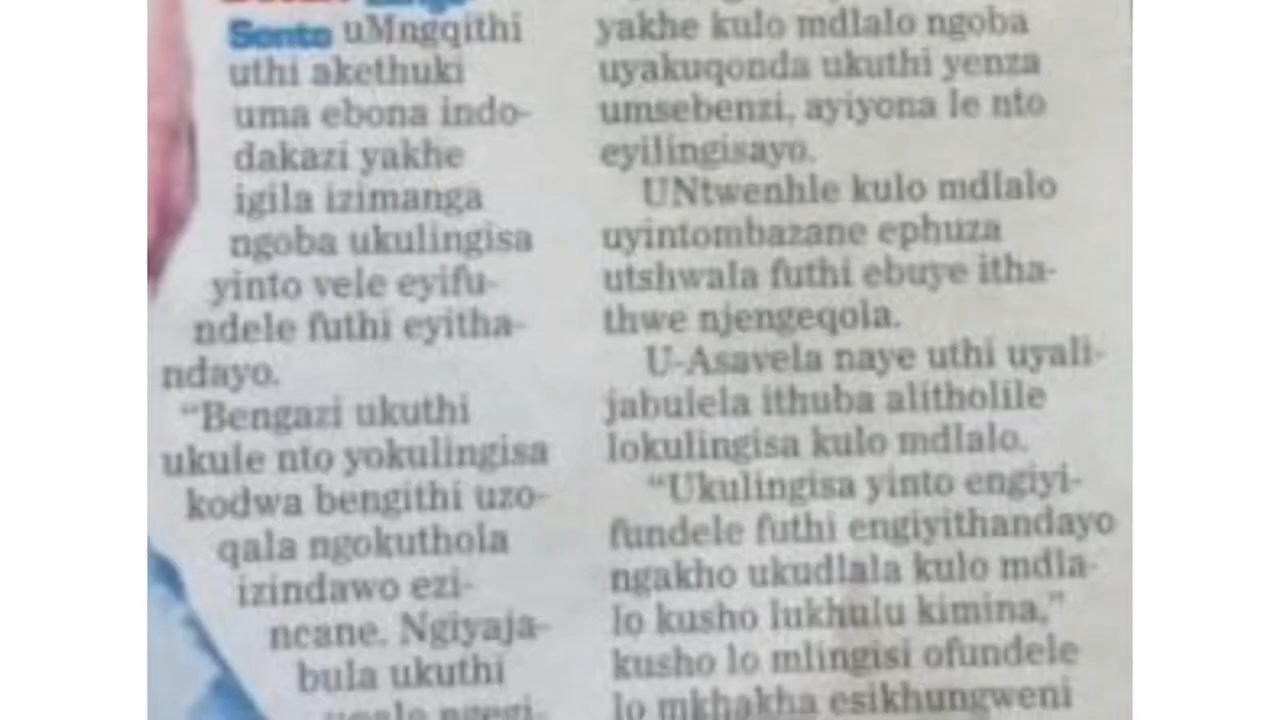 Sonto uMngqithi
uthi akethuki
uma ebona indo-
dakazi yakhe
igila izimanga
ngoba ukulingisa
yinto vele eyifu-
ndele futhi eyitha-
ndayo.
“Bengazi ukuthi
ukule nto yokulingisa
kodwa bengithi uzo-
qala ngokuthola
izindawo ezi-
ncane. Ngiyaja-
bula ukuthi
yakhe kulo mdlalo ngoba
uyakuqonda ukuthi yenza
umsebenzi, ayiyona le nto
eyilingisayo.
UNtwenhle kulo mdlalo
uyintombazane ephuza
utshwala futhi ebuye itha-
thwe njengeqola.
U-Asavela naye uthi uyali-
jabulela ithuba alitholile
lokulingisa kulo mdlalo.
“Ukulingisa yinto engiyi-
fundele futhi engiyithandayo
ngakho ukudlala kulo mdla-
lo kusho lukhulu kimina,”
kusho lo mlingisi ofundele
lo mkhakha esikhungweni